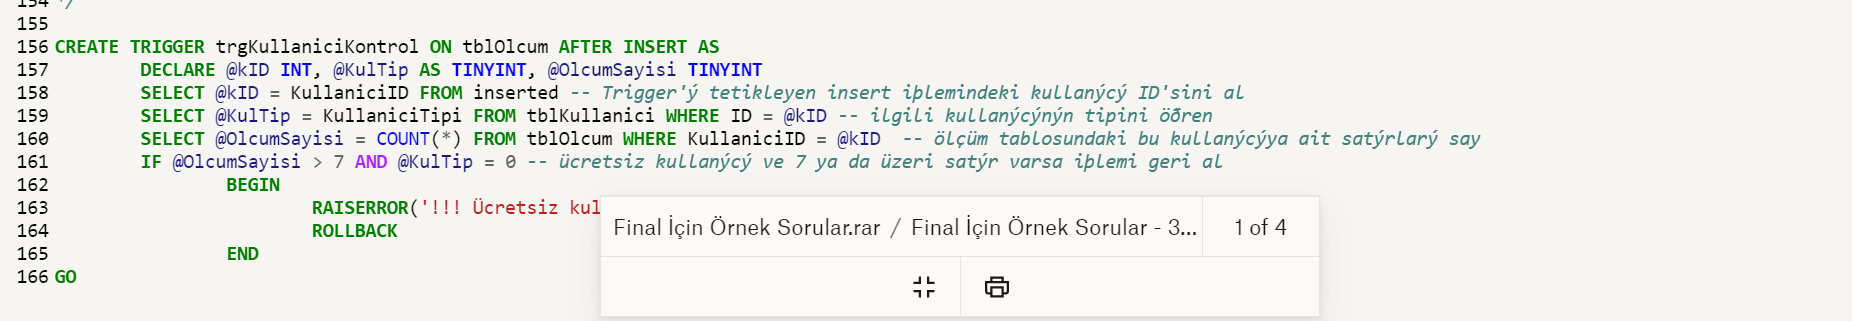 154 */
155
156 CREATE TRIGGER trgKullaniciKontrol ON tblOlcum AFTER INSERT AS
157 DECLARE @kID INT, @KulTip AS TINYINT, @OlcumSayisi TINYINT
158 SELECT @kID = KullaniciID FROM inserted -- Trigger'ý tetikleyen insert iþlemindeki kullanýcý ID'sini al
159 SELECT @KulTip = KullaniciTipi FROM tblKullanici WHERE ID = @kID -- ilgili kullanýcýnýn tipini öðren
160 SELECT @OlcumSayisi = COUNT(*) FROM tblOlcum WHERE KullaniciID = @kID -- ölçüm tablosundaki bu kullanýcýya ait satýrlarý say
161 IF @OlcumSayisi > 7 AND @KulTip = 0 -- ücretsiz kullanýcý ve 7 ya da üzeri satýr varsa iþlemi geri al
162 BEGIN
163 RAISERROR('!!! Ücretsiz kul
164 ROLLBACK
165 END
166 GO
Final İçin Örnek Sorular.rar / Final İçin Örnek Sorular - 3... 1 of 4